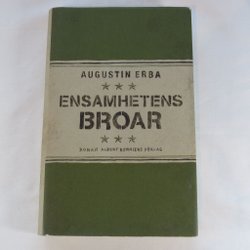 AUGUSTIN ERBA
ENSAMHETENS
BROAR
ROMAN ALBERT BONNIERS FÖRLAG